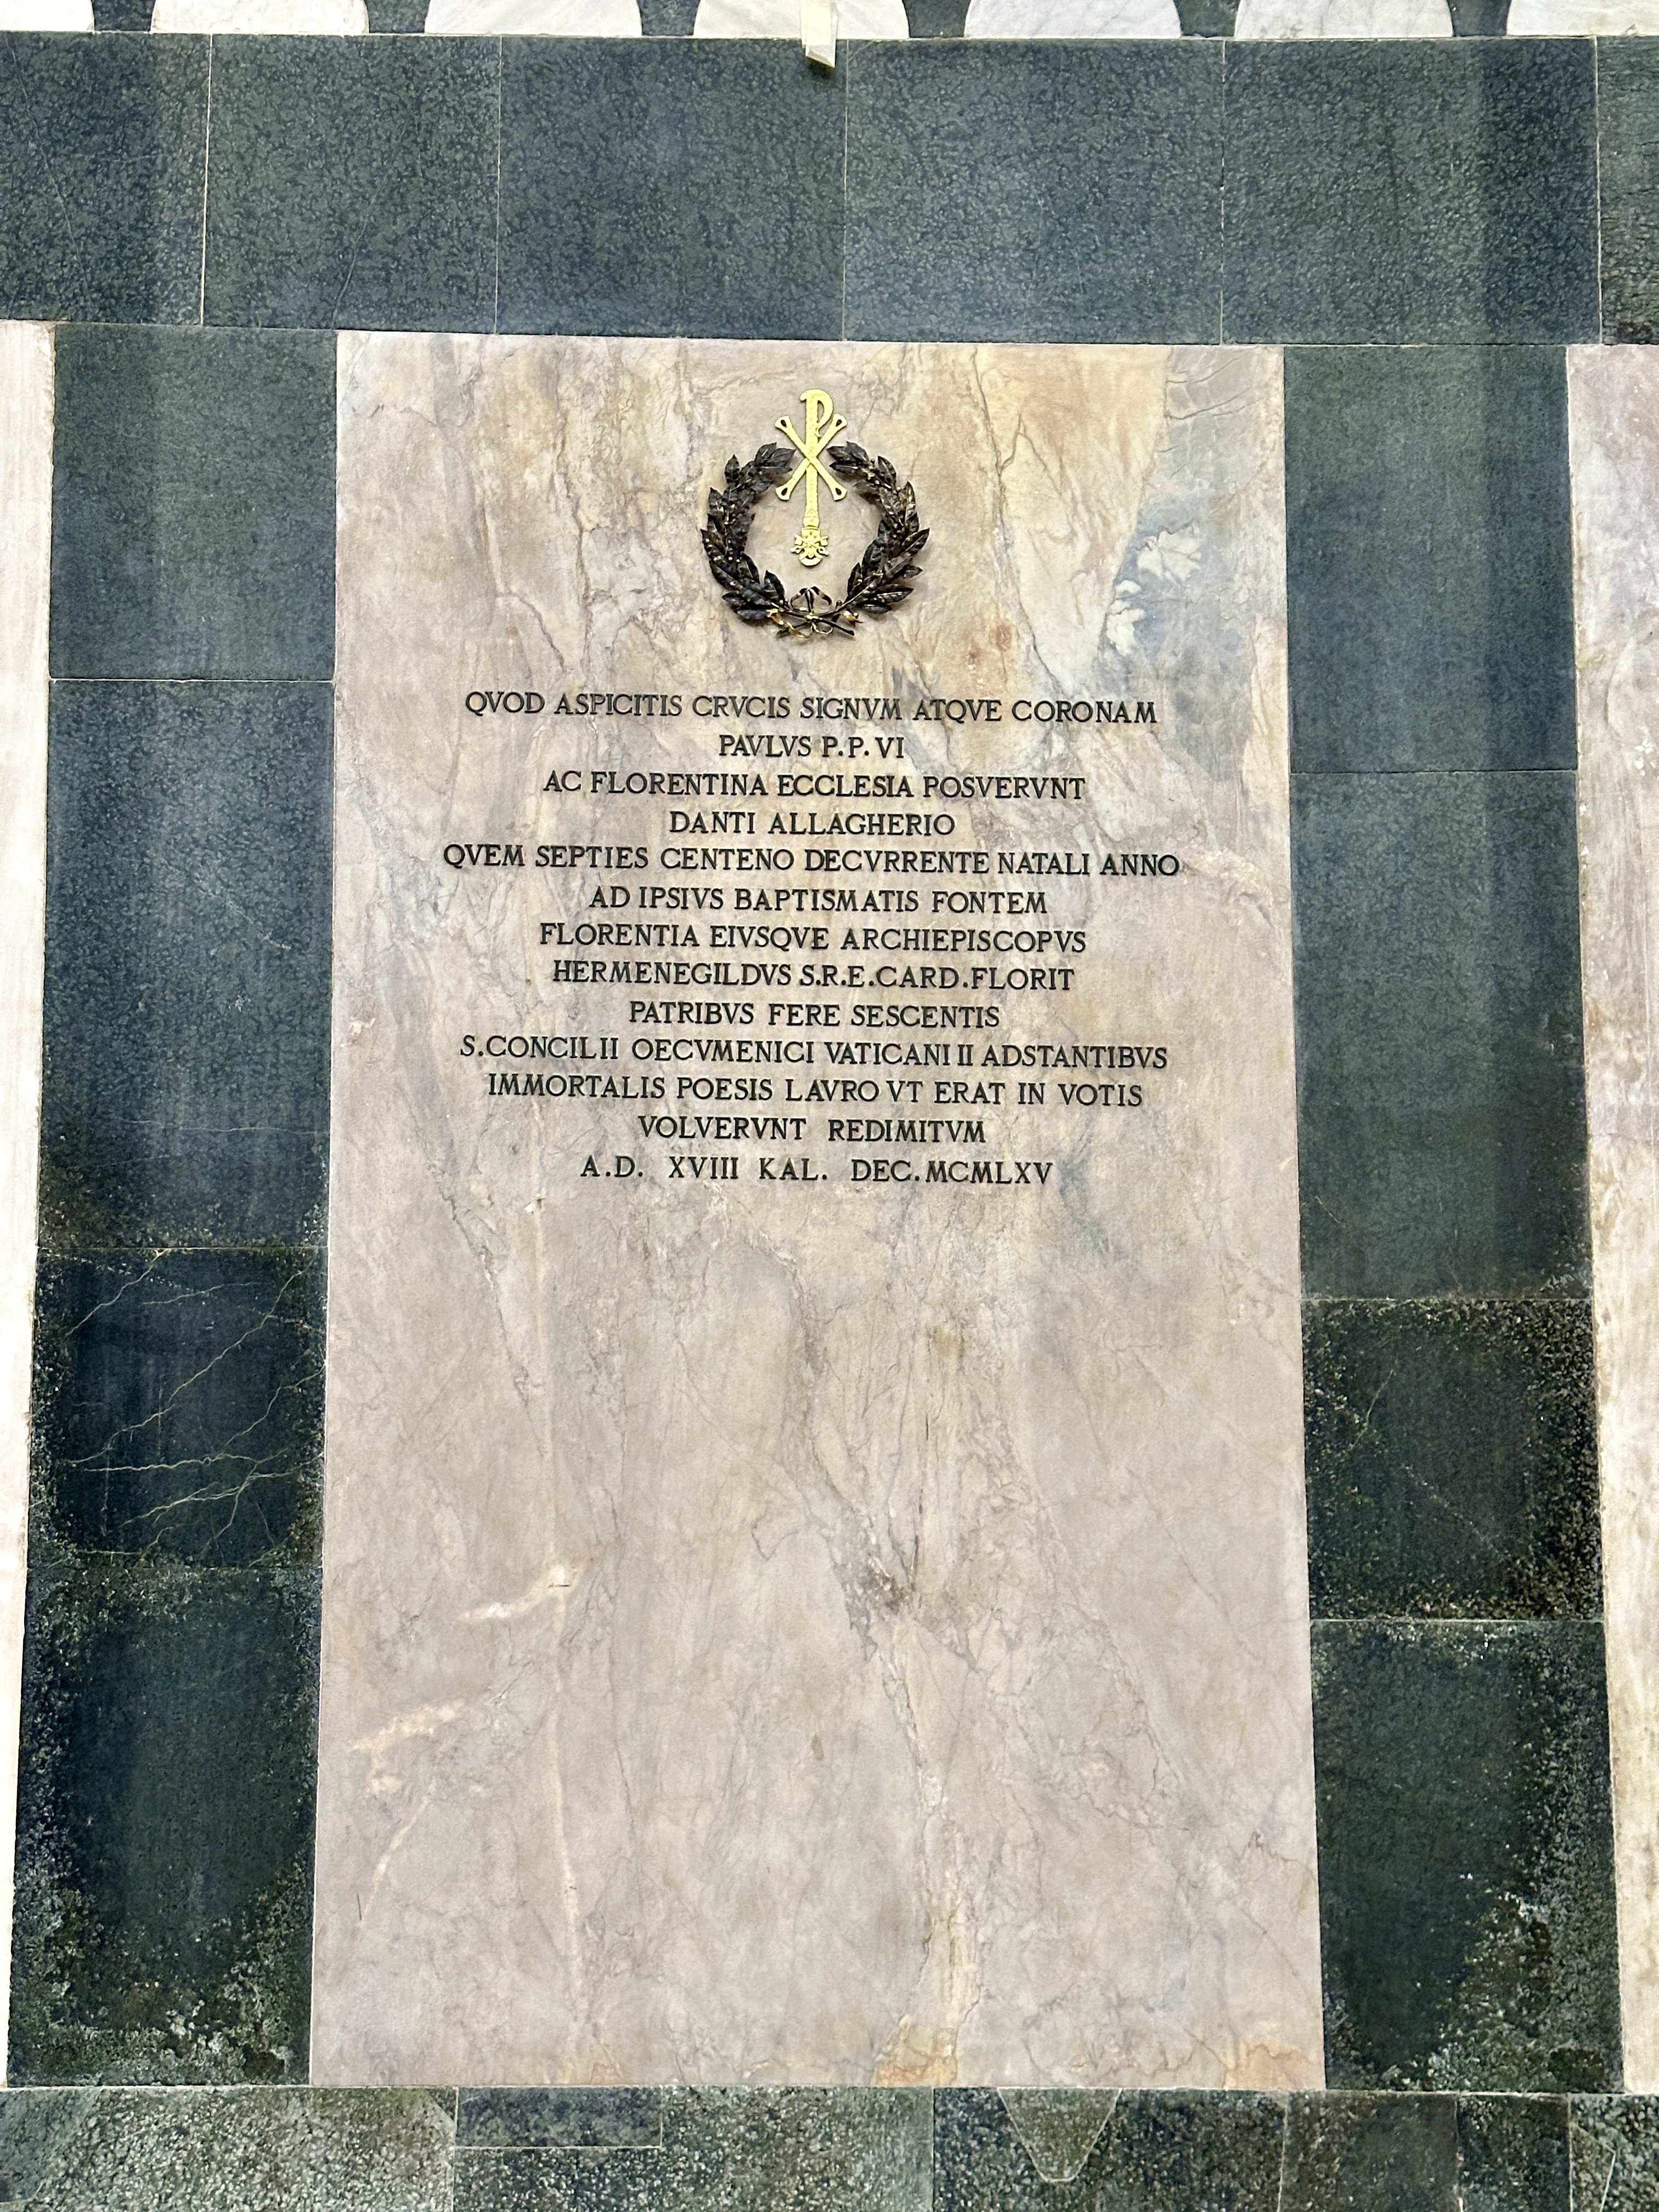 QVOD ASPICITIS CRVCIS SIGNVM ATQVE CORONAM
PAVLVS P.P. VI
AC FLORENTINA ECCLESIA POSVERVNT
DANTI ALLAGHERIO
QVEM SEPTIES CENTENO DECVRRENTE NATALI ANNO
AD IPSIVS BAPTISMATIS FONTEM
FLORENTIA EIVSQVE ARCHIEPISCOPVS
HERMENEGILDVS S.R.E.CARD.FLORIT
PATRIBVS FERE SESCENTIS
S.CONCILII OECVMENICI VATICANI II ADSTANTIBVS
IMMORTALIS POESIS LAVRO VT ERAT IN VOTIS
VOLVERVNT REDIMITVM
A.D. XVIII KAL. DEC.MCMLXV